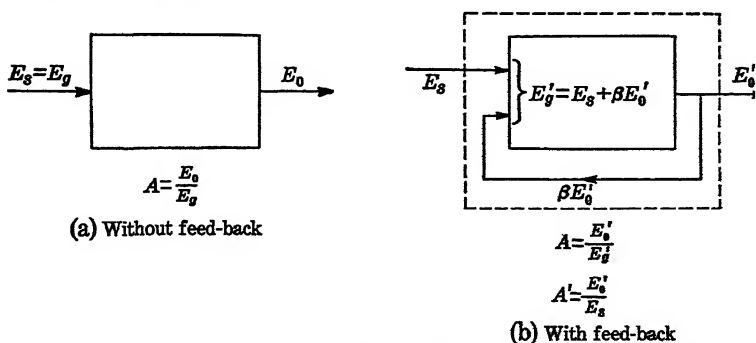 E_s=E_g
E_0
A=E_0/E_g
(a) Without feed-back
E_s
E_g'=E_s+βE_0'
E_0'
βE_0'
A=E_0'/E_g'
A'=E_0'/E_s
(b) With feed-back